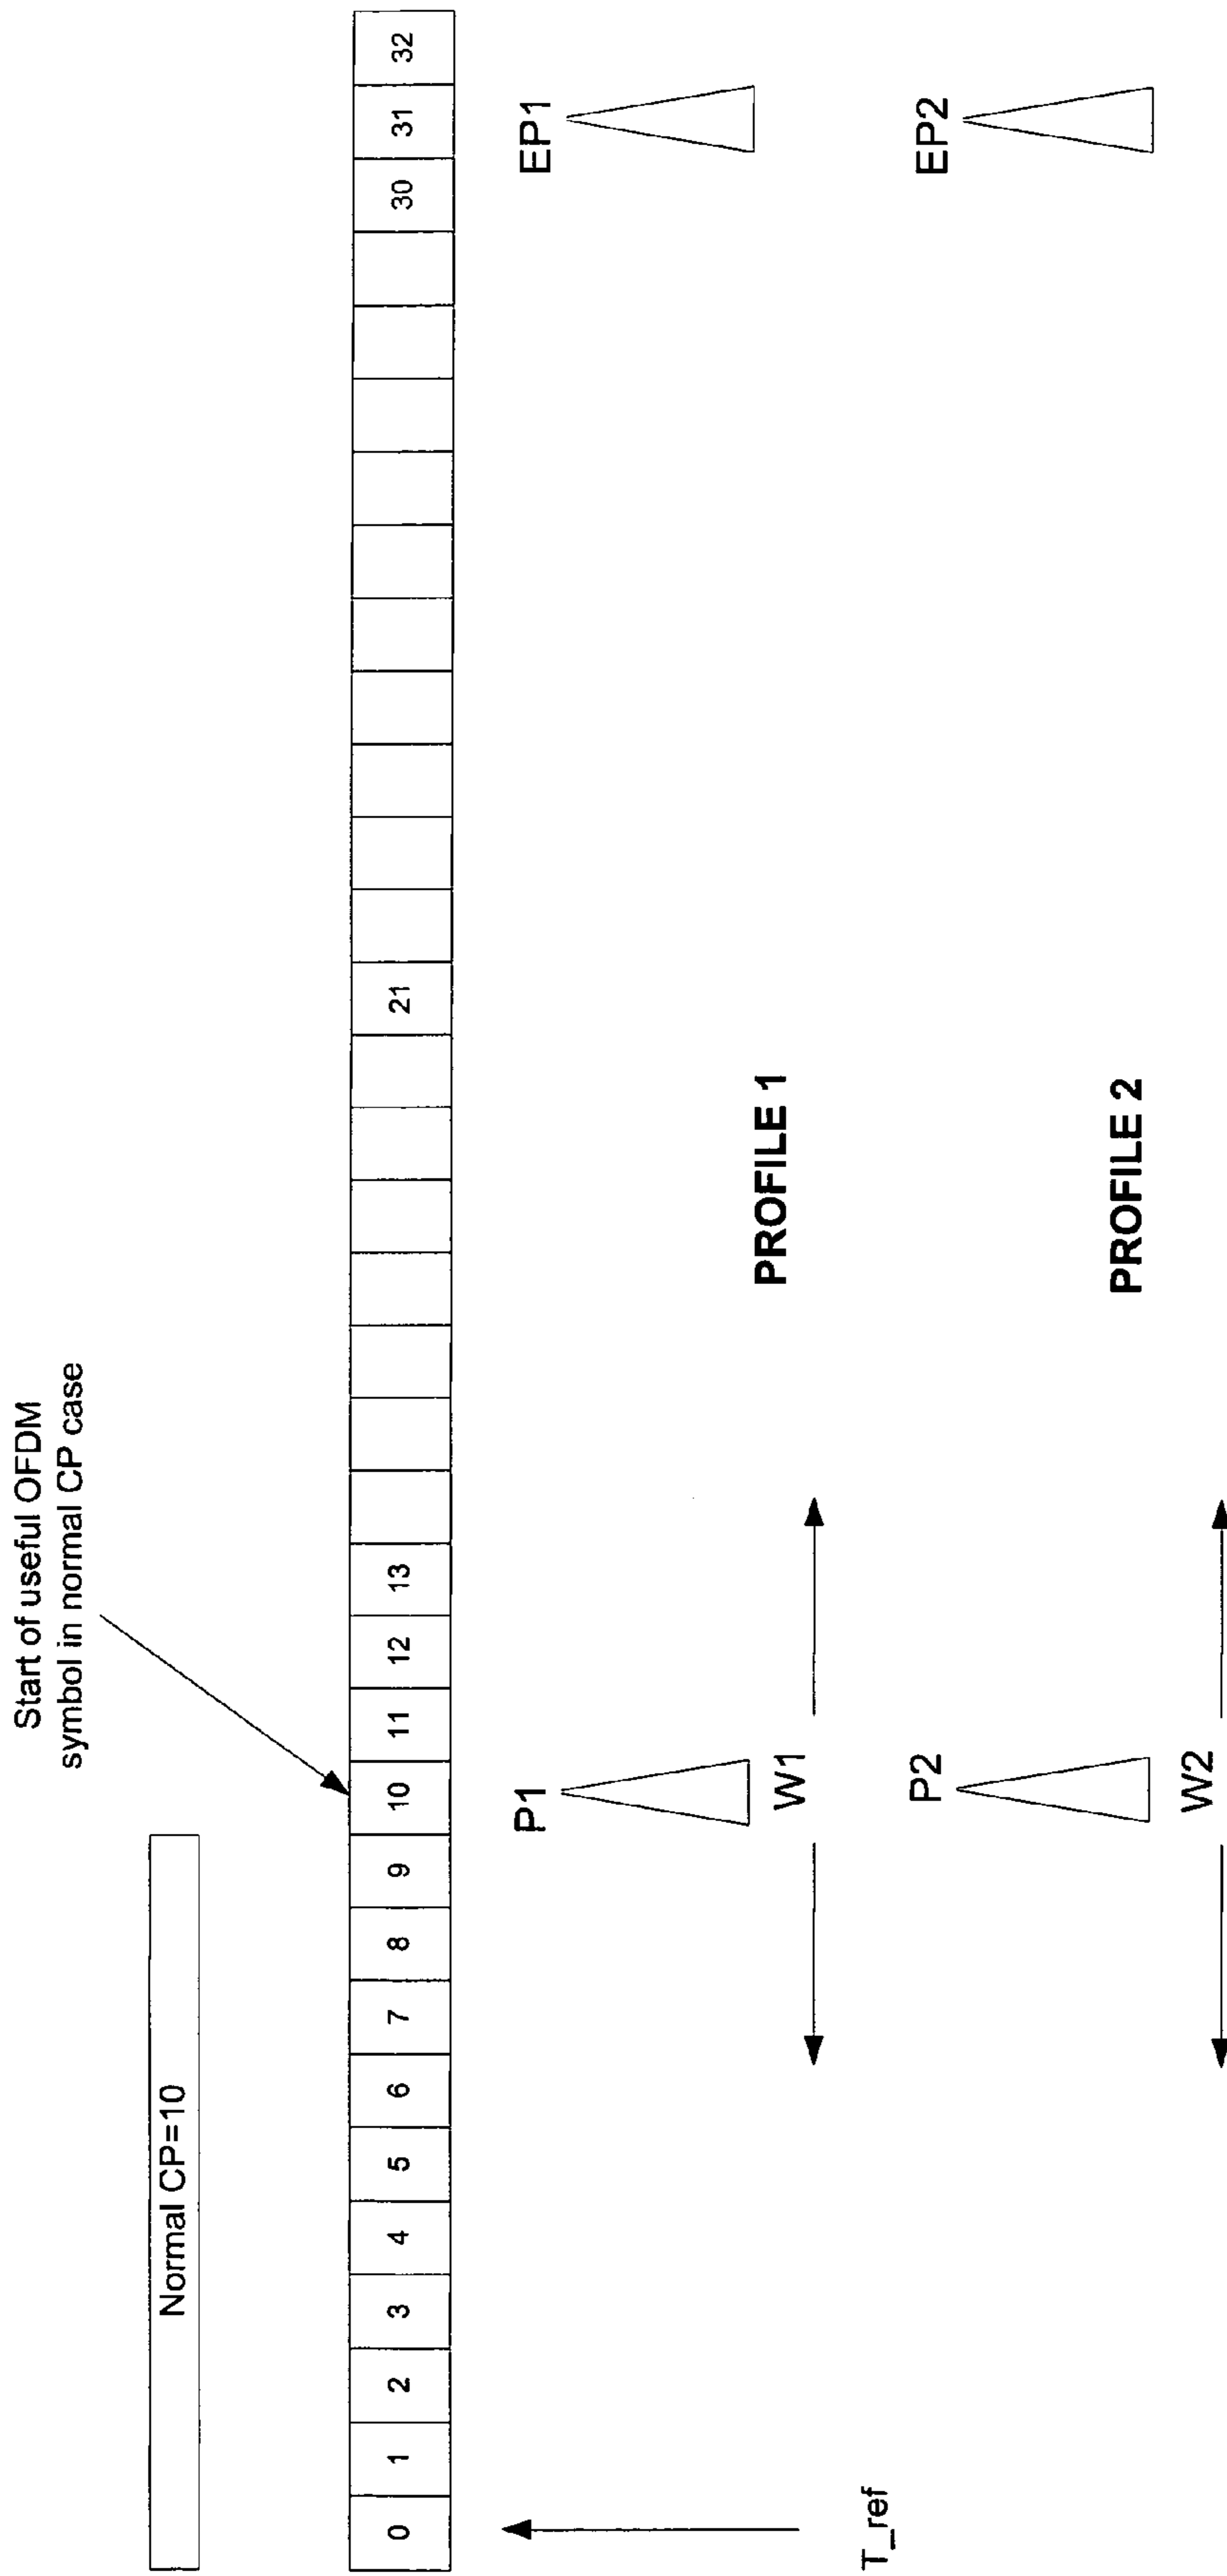 Start of useful OFDM
symbol in normal CP case
Normal CP=10
0 1 2 3 4 5 6 7 8 9 10 11 12 13 21 30 31 32
P1
EP1
W1
PROFILE 1
T_ref
P2
EP2
W2
PROFILE 2